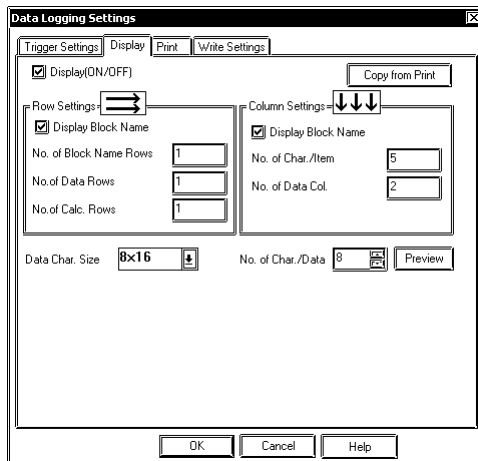 Data Logging Settings
Trigger Settings Display Print Write Settings
Display(ON/OFF)
Copy from Print
Row Settings
Column Settings
Display Block Name
Display Block Name
No. of Block Name Rows 1
No. of Char./Item 5
No.of Data Rows 1
No. of Data Col. 2
No.of Calc. Rows 1
Data Char. Size 8×16 No. of Char./Data 8 Preview
OK Cancel Help